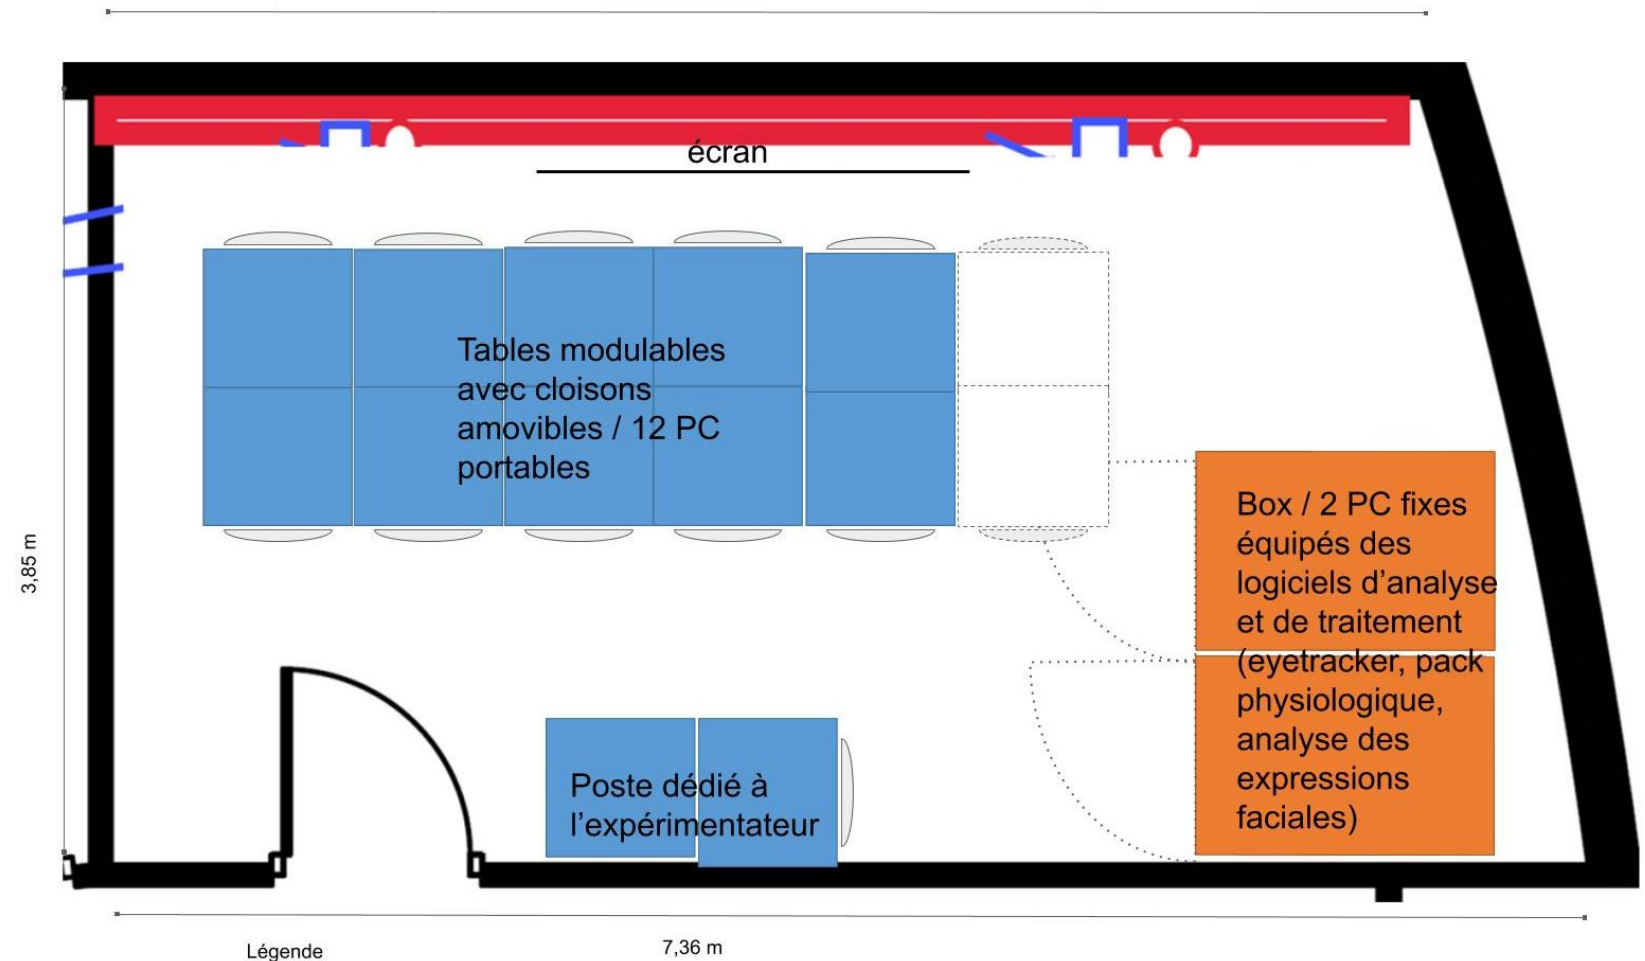 écran
Tables modulables
avec cloisons
amovibles / 12 PC
portables
Box / 2 PC fixes
équipés des
logiciels d’analyse
et de traitement
(eyetracker, pack
physiologique,
analyse des
expressions
faciales)
3,85 m
Poste dédié à
l’expérimentateur
Légende
7,36 m